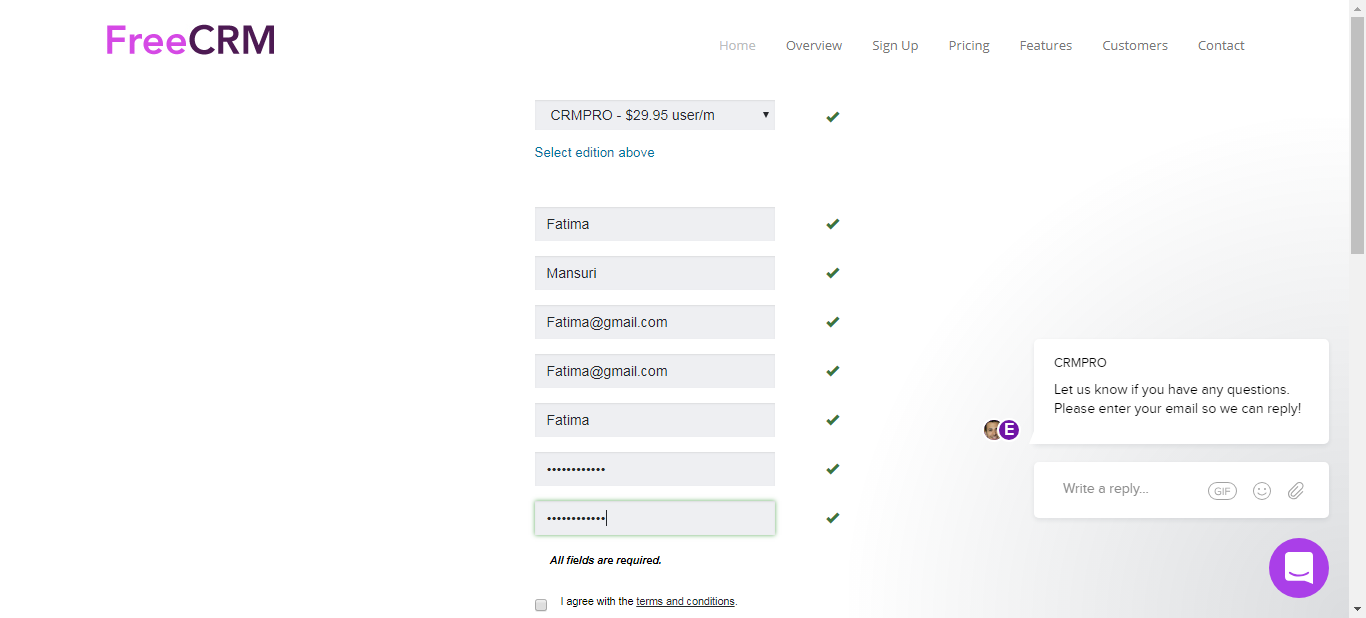 FreeCRM
Home Overview Sign Up Pricing Features Customers Contact
CRMPRO - $29.95 user/m
Select edition above
Fatima
Mansuri
Fatima@gmail.com
Fatima@gmail.com
Fatima
••••••••••••
••••••••••••
All fields are required.
I agree with the terms and conditions.
CRMPRO
Let us know if you have any questions.
Please enter your email so we can reply!
E
Write a reply...
GIF